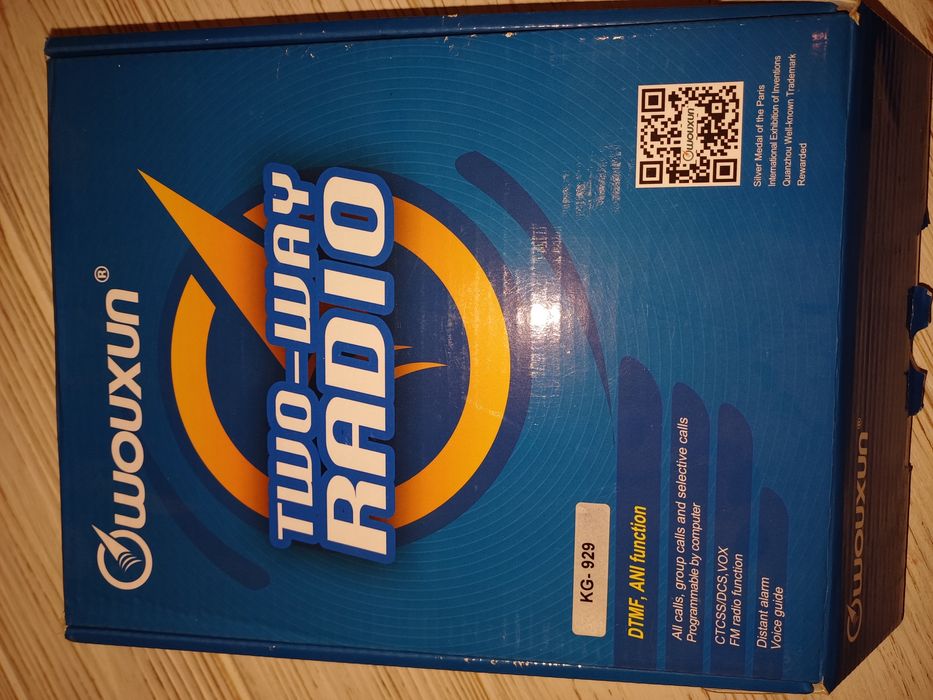 wouxun®
TWO-WAY
RADIO
KG- 929
DTMF, ANI function
All calls, group calls and selective calls
Programmable by computer
CTCSS/DCS,VOX
FM radio function
Distant alarm
Voice guide
wouxun
Silver Medal of the Paris
International Exhibition of Inventions
Quanzhou Well-known Trademark
Rewarded
wouxun®